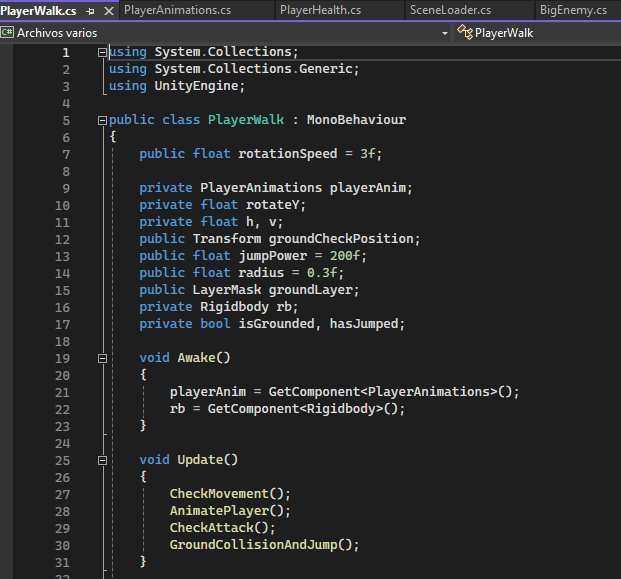 PlayerWalk.cs PlayerAnimations.cs PlayerHealth.cs SceneLoader.cs BigEnemy.cs
C# Archivos varios PlayerWalk
1 using System.Collections;
2 using System.Collections.Generic;
3 using UnityEngine;
4
5 public class PlayerWalk : MonoBehaviour
6 {
7 public float rotationSpeed = 3f;
8
9 private PlayerAnimations playerAnim;
10 private float rotateY;
11 private float h, v;
12 public Transform groundCheckPosition;
13 public float jumpPower = 200f;
14 public float radius = 0.3f;
15 public LayerMask groundLayer;
16 private Rigidbody rb;
17 private bool isGrounded, hasJumped;
18
19 void Awake()
20 {
21 playerAnim = GetComponent<PlayerAnimations>();
22 rb = GetComponent<Rigidbody>();
23 }
24
25 void Update()
26 {
27 CheckMovement();
28 AnimatePlayer();
29 CheckAttack();
30 GroundCollisionAndJump();
31 }
32